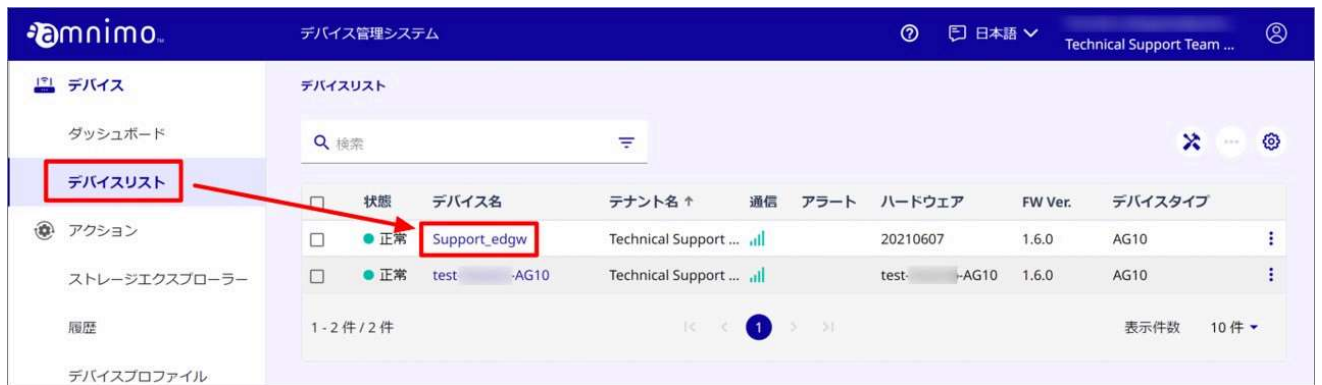 amnimo
デバイス管理システム
日本語
Technical Support Team ...
デバイス
ダッシュボード
デバイスリスト
アクション
ストレージエクスプローラー
履歴
デバイスプロファイル
デバイスリスト
検索
状態 デバイス名 テナント名 ↑ 通信 アラート ハードウェア FW Ver. デバイスタイプ
正常 Support_edgw Technical Support ... 20210607 1.6.0 AG10
正常 test- -AG10 Technical Support ... test- -AG10 1.6.0 AG10
1 - 2 件 / 2 件 1 表示件数 10 件